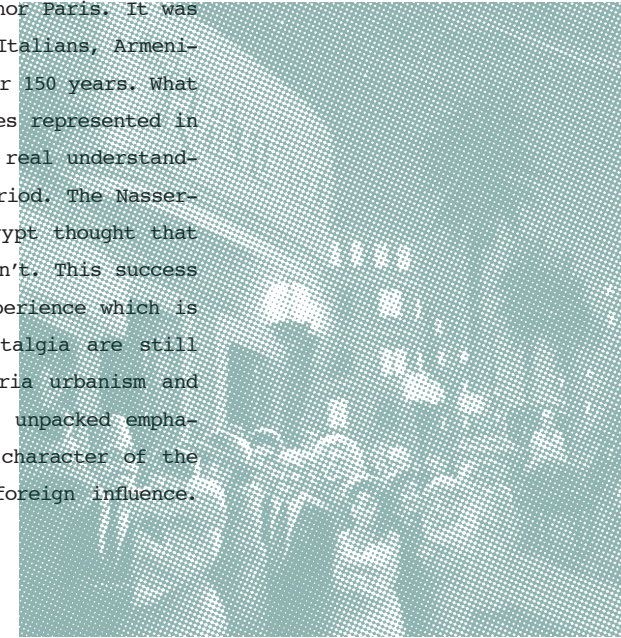 nor Paris. It was
Italians, Armeni-
r 150 years. What
es represented in
real understand-
riod. The Nasser-
ypt thought that
n't. This success
perience which is
talgia are still
ria urbanism and
unpacked empha-
character of the
foreign influence.